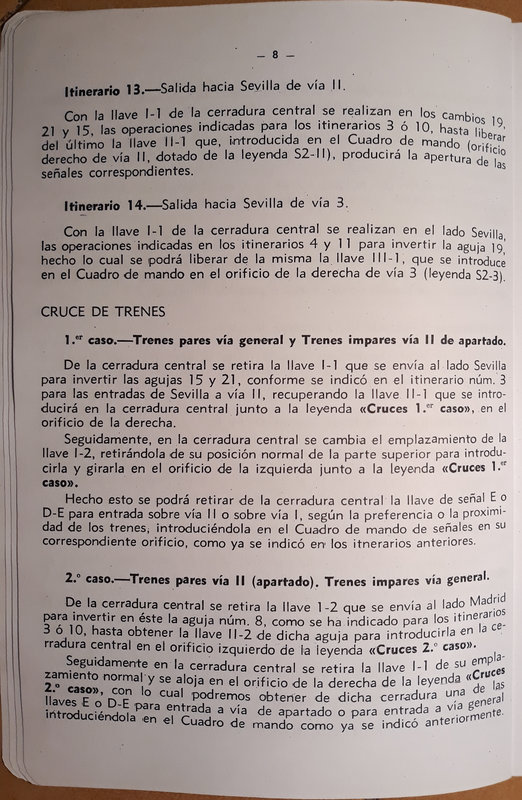 — 8 —
Itinerario 13.—Salida hacia Sevilla de vía II.
Con la llave I-1 de la cerradura central se realizan en los cambios 19,
21 y 15, las operaciones indicadas para los itinerarios 3 ó 10, hasta liberar
del último la llave II-1 que, introducida en el Cuadro de mando (orificio
derecho de vía II, dotado de la leyenda S2-II), producirá la apertura de las
señales correspondientes.
Itinerario 14.—Salida hacia Sevilla de vía 3.
Con la llave I-1 de la cerradura central se realizan en el lado Sevilla,
las operaciones indicadas en los itinerarios 4 y 11 para invertir la aguja 19,
hecho lo cual se podrá liberar de la misma la llave III-1, que se introduce
en el Cuadro de mando en el orificio de la derecha de vía 3 (leyenda S2-3).
CRUCE DE TRENES
1.er caso.—Trenes pares vía general y Trenes impares vía II de apartado.
De la cerradura central se retira la llave I-1 que se envía al lado Sevilla
para invertir las agujas 15 y 21, conforme se indicó en el itinerario núm. 3
para las entradas de Sevilla a vía II, recuperando la llave II-1 que se intro-
ducirá en la cerradura central junto a la leyenda «Cruces 1.er caso», en el
orificio de la derecha.
Seguidamente, en la cerradura central se cambia el emplazamiento de la
llave I-2, retirándola de su posición normal de la parte superior para introdu-
cirla y girarla en el orificio de la izquierda junto a la leyenda «Cruces 1.er
caso».
Hecho esto se podrá retirar de la cerradura central la llave de señal E o
D-E para entrada sobre vía II o sobre vía I, según la preferencia o la proximi-
dad de los trenes, introduciéndola en el Cuadro de mando de señales en su
correspondiente orificio, como ya se indicó en los itnerarios anteriores.
2.º caso.—Trenes pares vía II (apartado). Trenes impares vía general.
De la cerradura central se retira la llave 1-2 que se envía al lado Madrid
para invertir en éste la aguja núm. 8, como se ha indicado para los itinerarios
3 ó 10, hasta obtener la llave II-2 de dicha aguja para introducirla en la ce-
rradura central en el orificio izquierdo de la leyenda «Cruces 2.º caso».
Seguidamente en la cerradura central se retira la llave I-1 de su empla-
zamiento normal y se aloja en el orificio de la derecha de la leyenda «Cruces
2.º caso», con lo cual podremos obtener de dicha cerradura una de las
llaves E o D-E para entrada a vía de apartado o para entrada a vía general
introduciéndola en el Cuadro de mando como ya se indicó anteriormente.